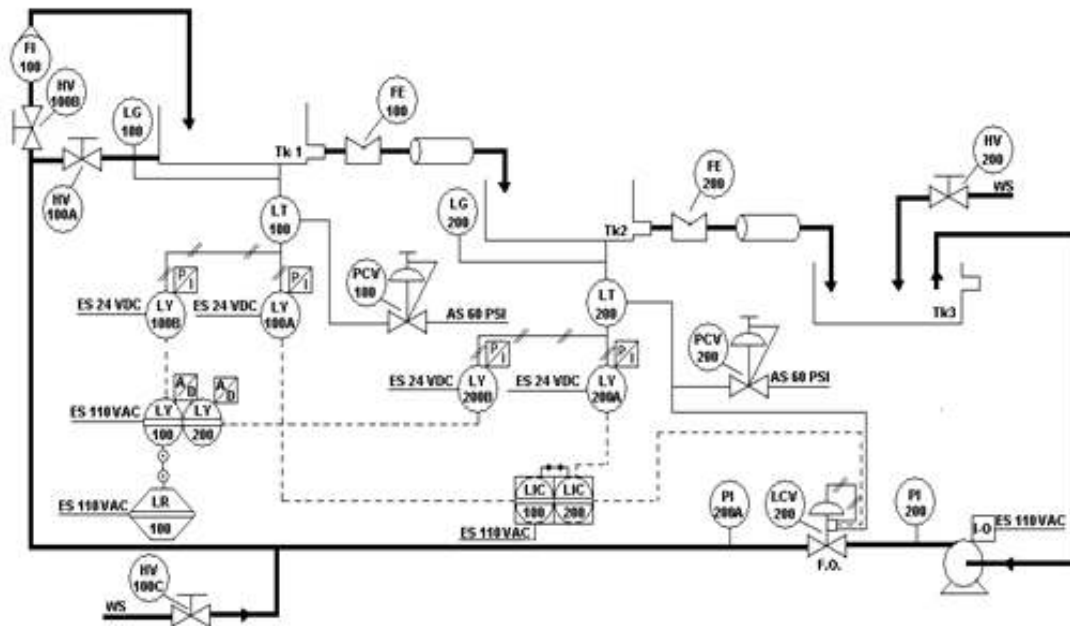 FI
100
HV
100B
LG
100
FE
100
Tk 1
HV
100A
HV
200
WS
FE
200
LG
200
LT
100
Tk2
PCV
100
P
I
P
I
ES 24 VDC
LY
100B
ES 24 VDC
LY
100A
AS 60 PSI
LT
200
Tk3
PCV
200
P
I
P
I
ES 24 VDC
LY
200B
ES 24 VDC
LY
200A
AS 60 PSI
A
D
A
D
ES 110VAC
LY
100
LY
200
ES 110VAC
LR
100
LIC
100
LIC
200
ES 110VAC
PI
200A
LCV
200
F.O.
PI
200
I-O
ES 110VAC
HV
100C
WS